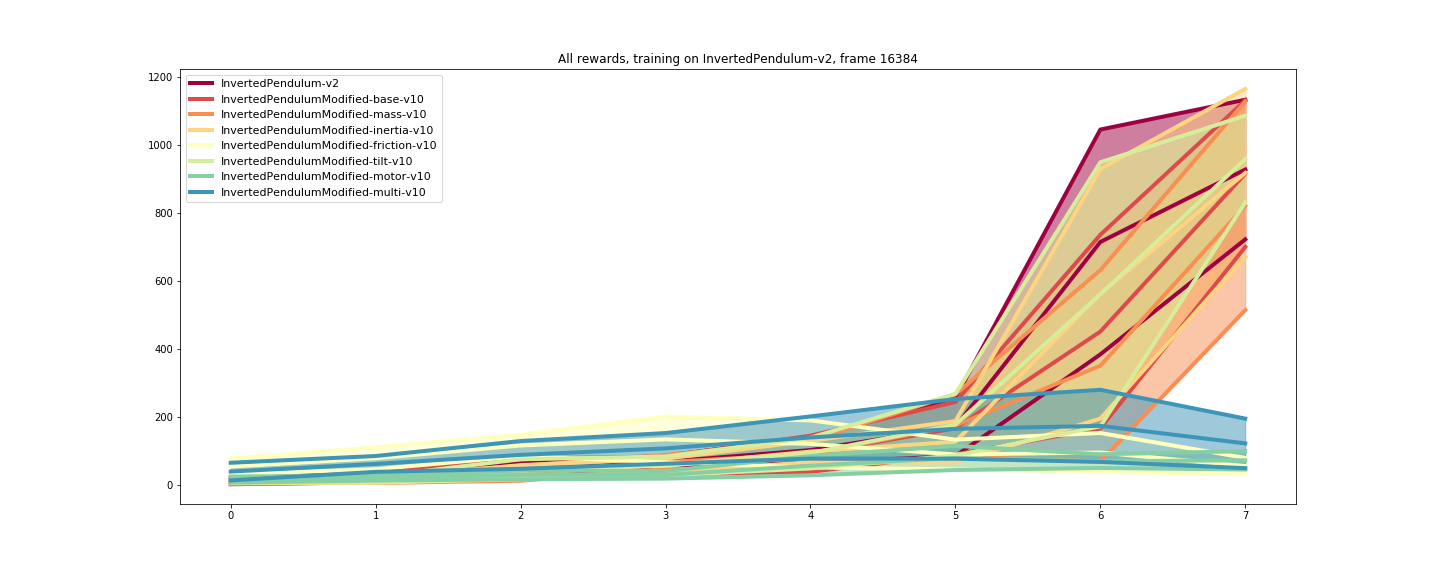 All rewards, training on InvertedPendulum-v2, frame 16384
InvertedPendulum-v2
InvertedPendulumModified-base-v10
InvertedPendulumModified-mass-v10
InvertedPendulumModified-inertia-v10
InvertedPendulumModified-friction-v10
InvertedPendulumModified-tilt-v10
InvertedPendulumModified-motor-v10
InvertedPendulumModified-multi-v10
1200
1000
800
600
400
200
0
0 1 2 3 4 5 6 7